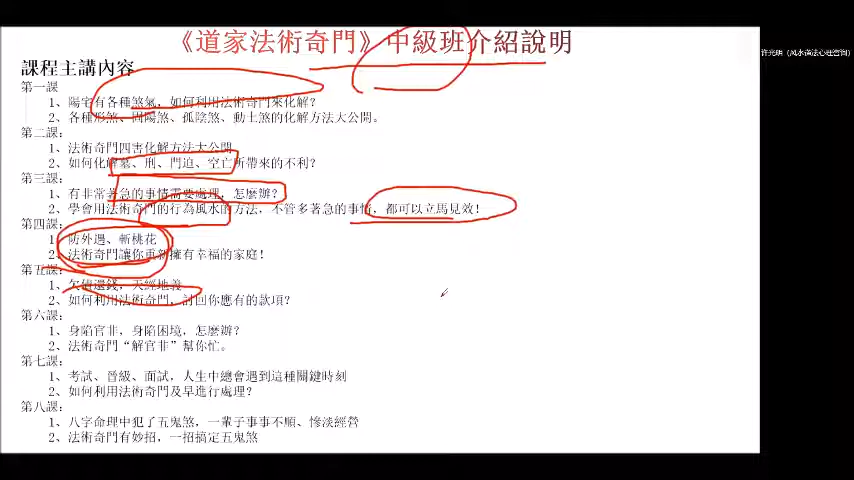 《道家法術奇門》中級班介紹說明
課程主講內容
第一課:
1、陽宅有各種煞氣，如何利用法術奇門來化解？
2、各種形煞、固陽煞、孤陰煞、動土煞的化解方法太公開。
第二課:
1、法術奇門四害化解方法太公開
2、如何化解墓、刑、門迫、空亡所帶來的不利？
第三課:
1、有非常著急的事情需要處理，怎麼辦？
2、學會用法術奇門的行為風水的方法，不管多著急的事情，都可以立馬見效！
第四課:
1、防外遇、斬桃花
2、法術奇門讓你重新擁有幸福的家庭！
第五課:
1、欠債還錢，天經地義
2、如何利用法術奇門，討回你應有的款項？
第六課:
1、身陷官非，身陷困境，怎麼辦？
2、法術奇門“解官非”幫你忙。
第七課:
1、考試、晉級、面試，人生中總會遇到這種關鍵時刻
2、如何利用法術奇門及早進行處理？
第八課:
1、八字命理中犯了五鬼煞，一輩子事事不順、慘淡經營
2、法術奇門有妙招，一招搞定五鬼煞